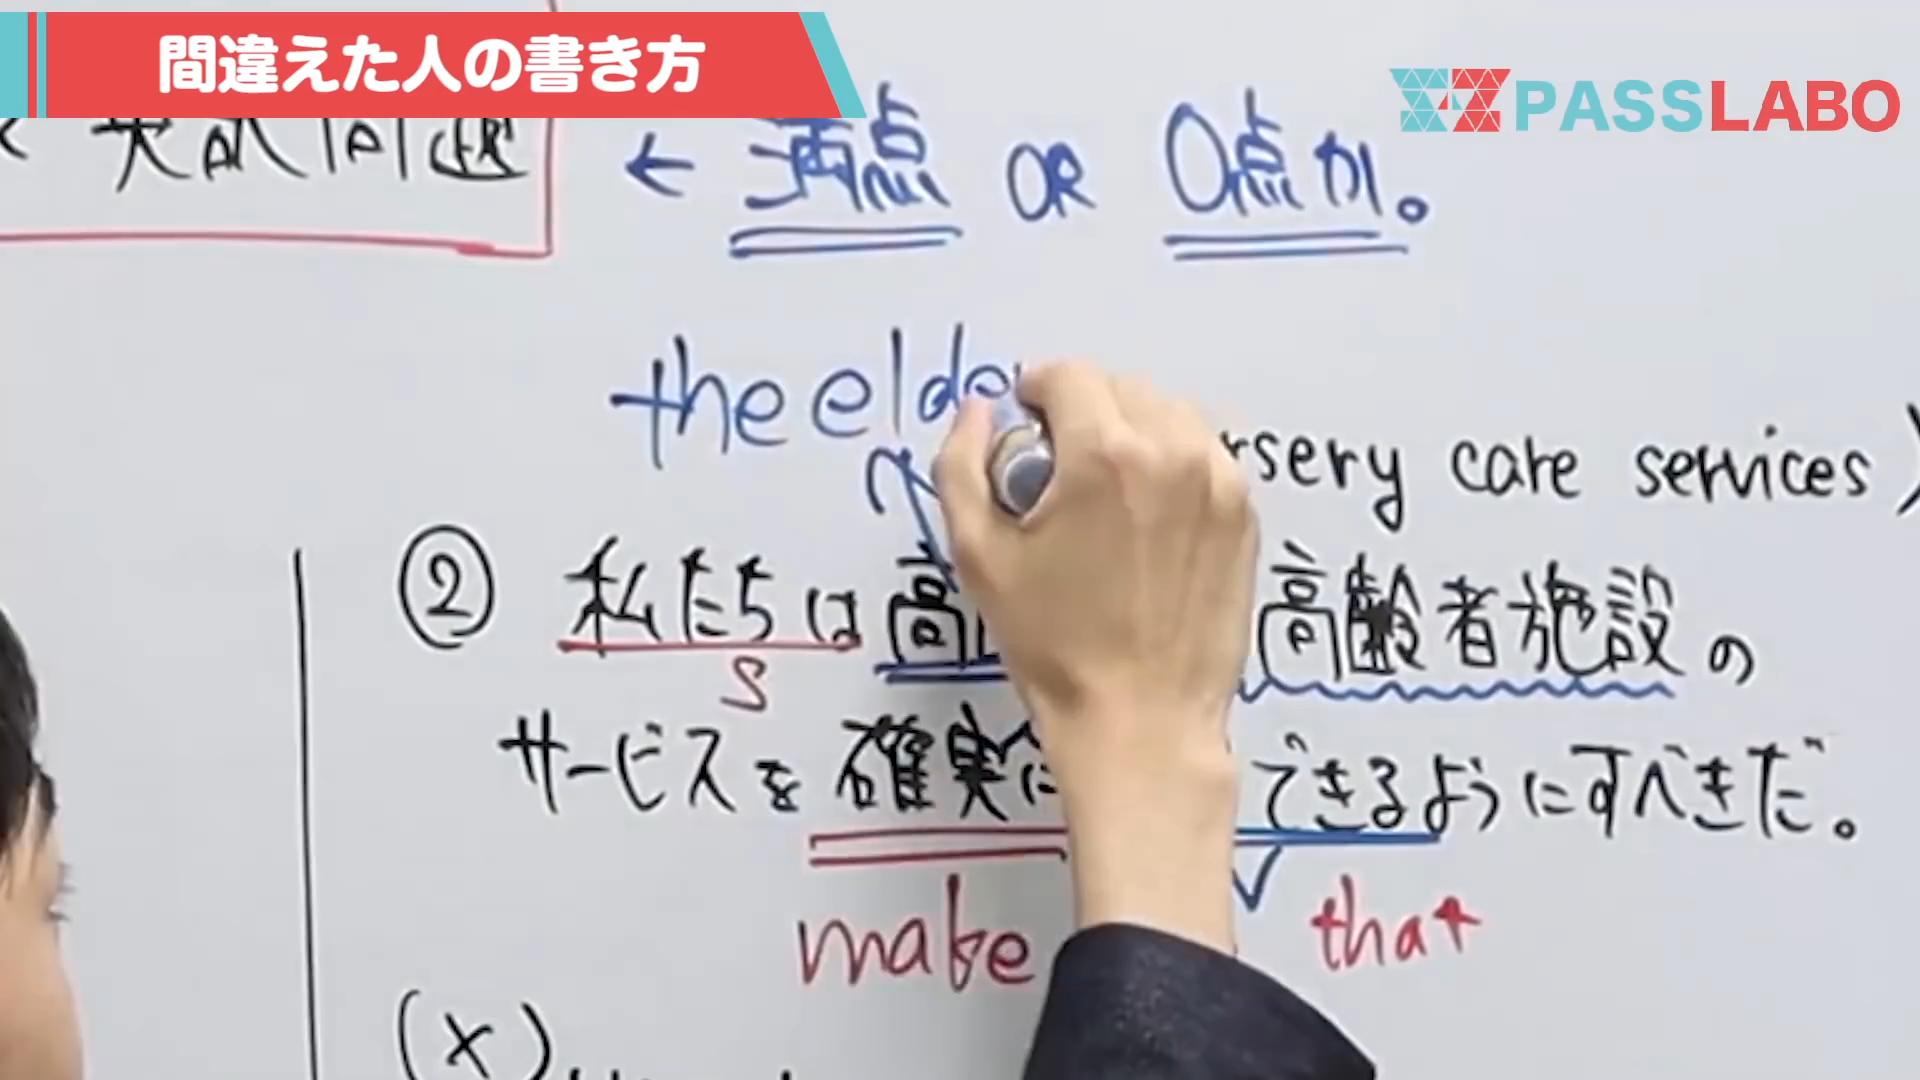 間違えた人の書き方
PASSLABO
← 満点 OR 0点か。
the elde
rsery care services)
② 私たちは高 高齢者施設の
S
サービスを確実に できるようにすべきだ。
make that
(×)